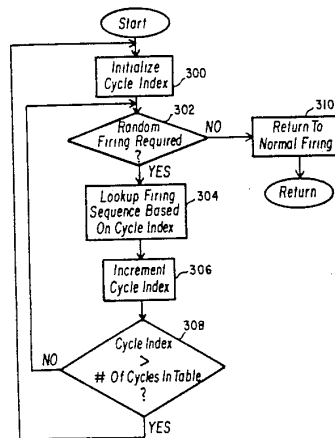 Start
Initialize
Cycle Index
300
302
Random
Firing Required
?
NO
310
Return To
Normal Firing
Return
YES
Lookup Firing
Sequence Based
On Cycle Index
304
Increment
Cycle Index
306
308
Cycle Index
>
# Of Cycles In Table
?
NO
YES